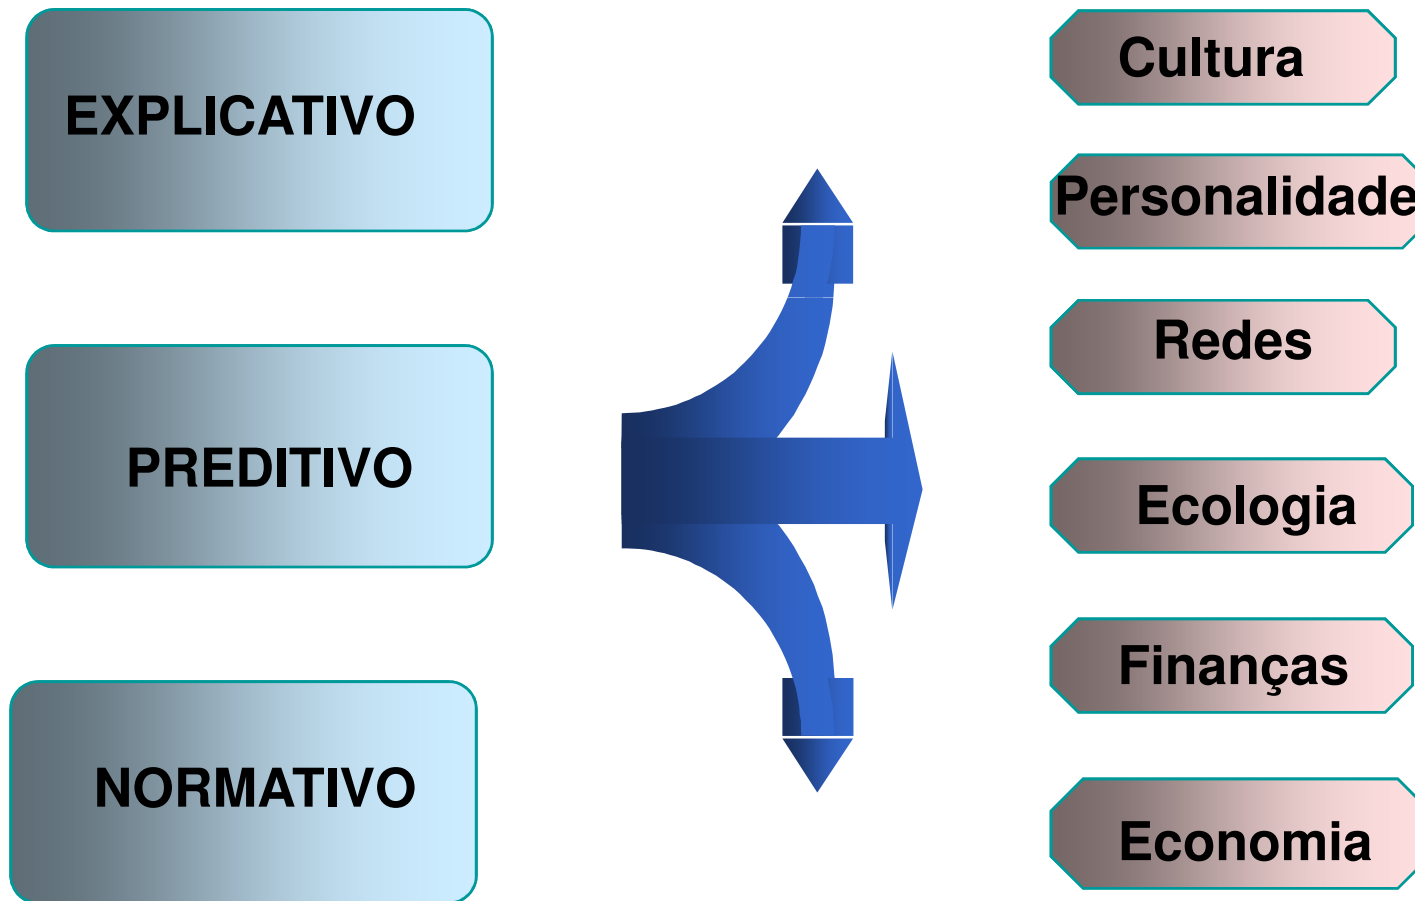 EXPLICATIVO
PREDITIVO
NORMATIVO
Cultura
Personalidade
Redes
Ecologia
Finanças
Economia